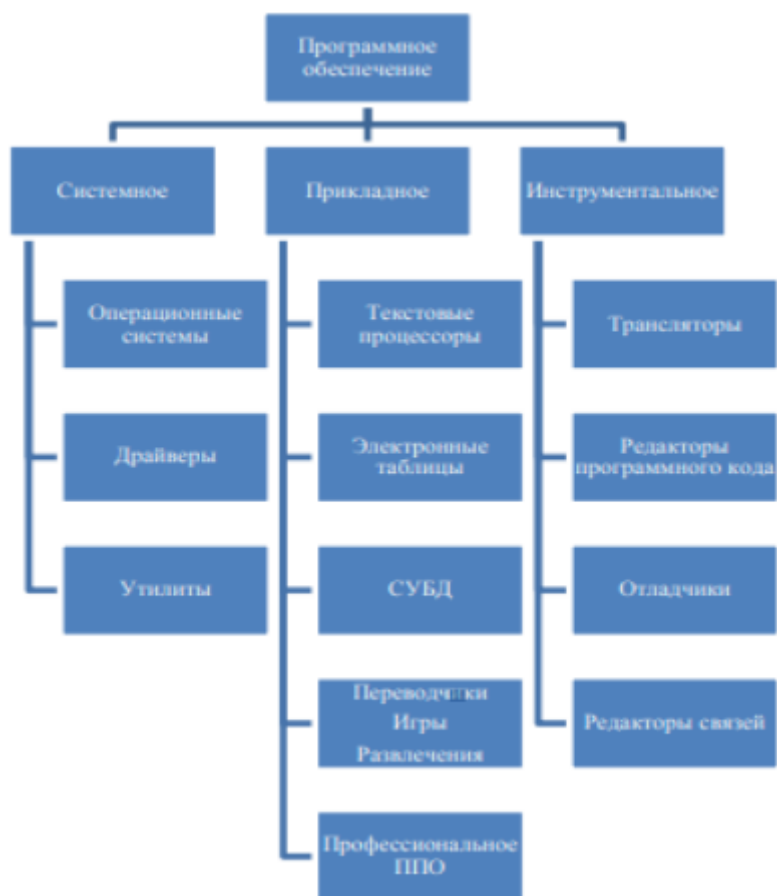 Программное
обеспечение
Системное
Прикладное
Инструментальное
Операционные
системы
Текстовые
процессоры
Трансляторы
Драйверы
Электронные
таблицы
Редакторы
программного кода
Утилиты
СУБД
Отладчики
Переводчики
Игры
Развлечения
Редакторы связей
Профессиональное
ППО